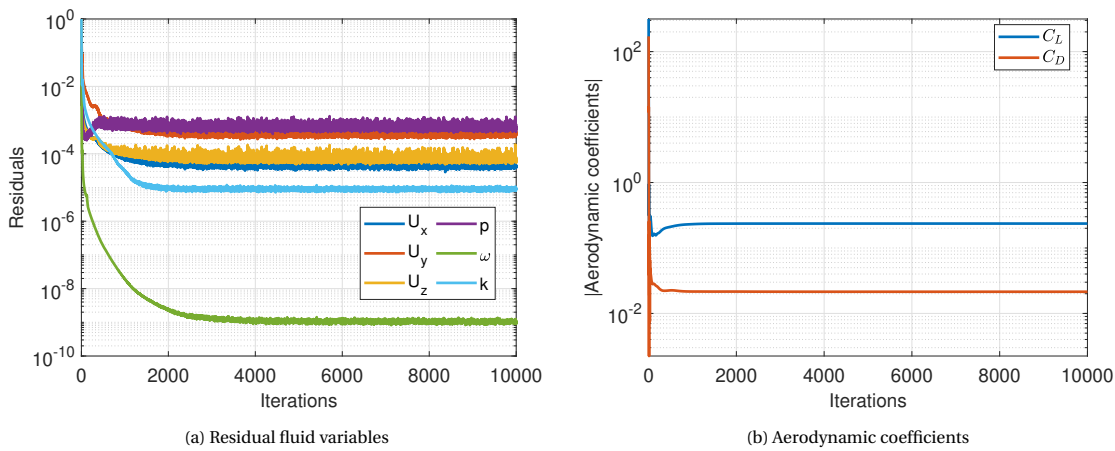 10^0
10^-2
10^-4
10^-6
10^-8
10^-10
Residuals
U_x
U_y
U_z
p
ω
k
0 2000 4000 6000 8000 10000
Iterations
(a) Residual fluid variables
10^2
10^0
10^-2
|Aerodynamic coefficients|
C_L
C_D
0 2000 4000 6000 8000 10000
Iterations
(b) Aerodynamic coefficients